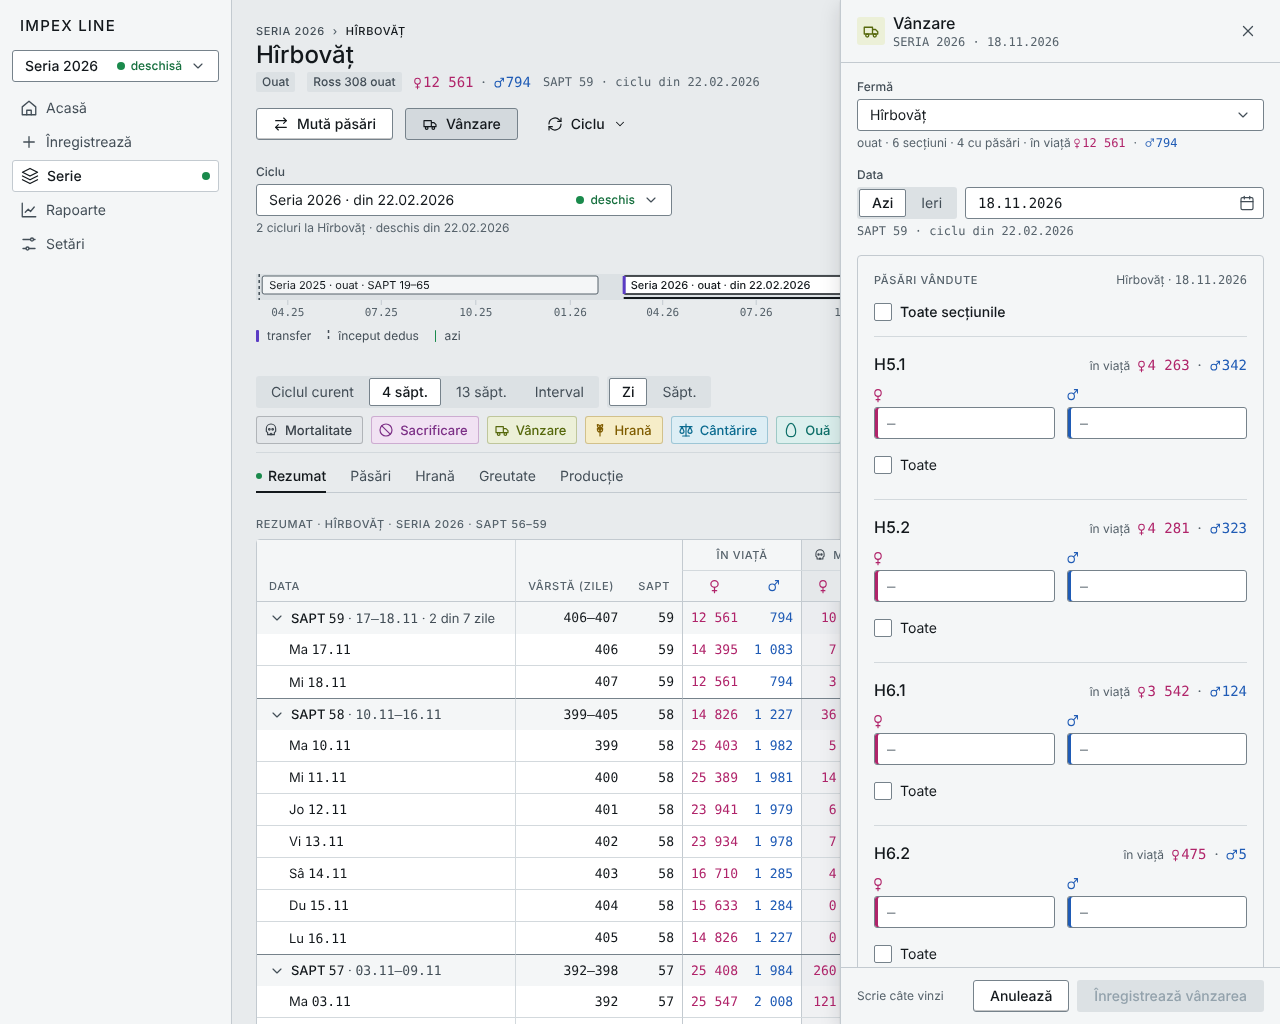 IMPEX LINE
Seria 2026 deschisă
Acasă
Înregistrează
Serie
Rapoarte
Setări
SERIA 2026 › HÎRBOVĂȚ
Hîrbovăț
Ouat Ross 308 ouat ♀12 561 · ♂794 SAPT 59 · ciclu din 22.02.2026
Mută păsări Vânzare Ciclu
Ciclu
Seria 2026 · din 22.02.2026 deschis
2 cicluri la Hîrbovăț · deschis din 22.02.2026
Seria 2025 · ouat · SAPT 19–65 Seria 2026 · ouat · din 22.02.2026
04.25 07.25 10.25 01.26 04.26 07.26 1
transfer început dedus azi
Ciclul curent 4 săpt. 13 săpt. Interval Zi Săpt.
Mortalitate Sacrificare Vânzare Hrană Cântărire Ouă
Rezumat Păsări Hrană Greutate Producție
REZUMAT · HÎRBOVĂȚ · SERIA 2026 · SAPT 56–59
ÎN VIAȚĂ M
DATA VÂRSTĂ (ZILE) SAPT ♀ ♂ ♀
SAPT 59 · 17–18.11 · 2 din 7 zile 406–407 59 12 561 794 10
Ma 17.11 406 59 14 395 1 083 7
Mi 18.11 407 59 12 561 794 3
SAPT 58 · 10.11–16.11 399–405 58 14 826 1 227 36
Ma 10.11 399 58 25 403 1 982 5
Mi 11.11 400 58 25 389 1 981 14
Jo 12.11 401 58 23 941 1 979 6
Vi 13.11 402 58 23 934 1 978 7
Sâ 14.11 403 58 16 710 1 285 4
Du 15.11 404 58 15 633 1 284 0
Lu 16.11 405 58 14 826 1 227 0
SAPT 57 · 03.11–09.11 392–398 57 25 408 1 984 260
Ma 03.11 392 57 25 547 2 008 121
Vânzare
SERIA 2026 · 18.11.2026
Fermă
Hîrbovăț
ouat · 6 secțiuni · 4 cu păsări · în viață ♀12 561 · ♂794
Data
Azi Ieri 18.11.2026
SAPT 59 · ciclu din 22.02.2026
PĂSĂRI VÂNDUTE Hîrbovăț · 18.11.2026
Toate secțiunile
H5.1 în viață ♀4 263 · ♂342
♀ ♂
– –
Toate
H5.2 în viață ♀4 281 · ♂323
♀ ♂
– –
Toate
H6.1 în viață ♀3 542 · ♂124
♀ ♂
– –
Toate
H6.2 în viață ♀475 · ♂5
♀ ♂
– –
Toate
Scrie câte vinzi Anulează Înregistrează vânzarea